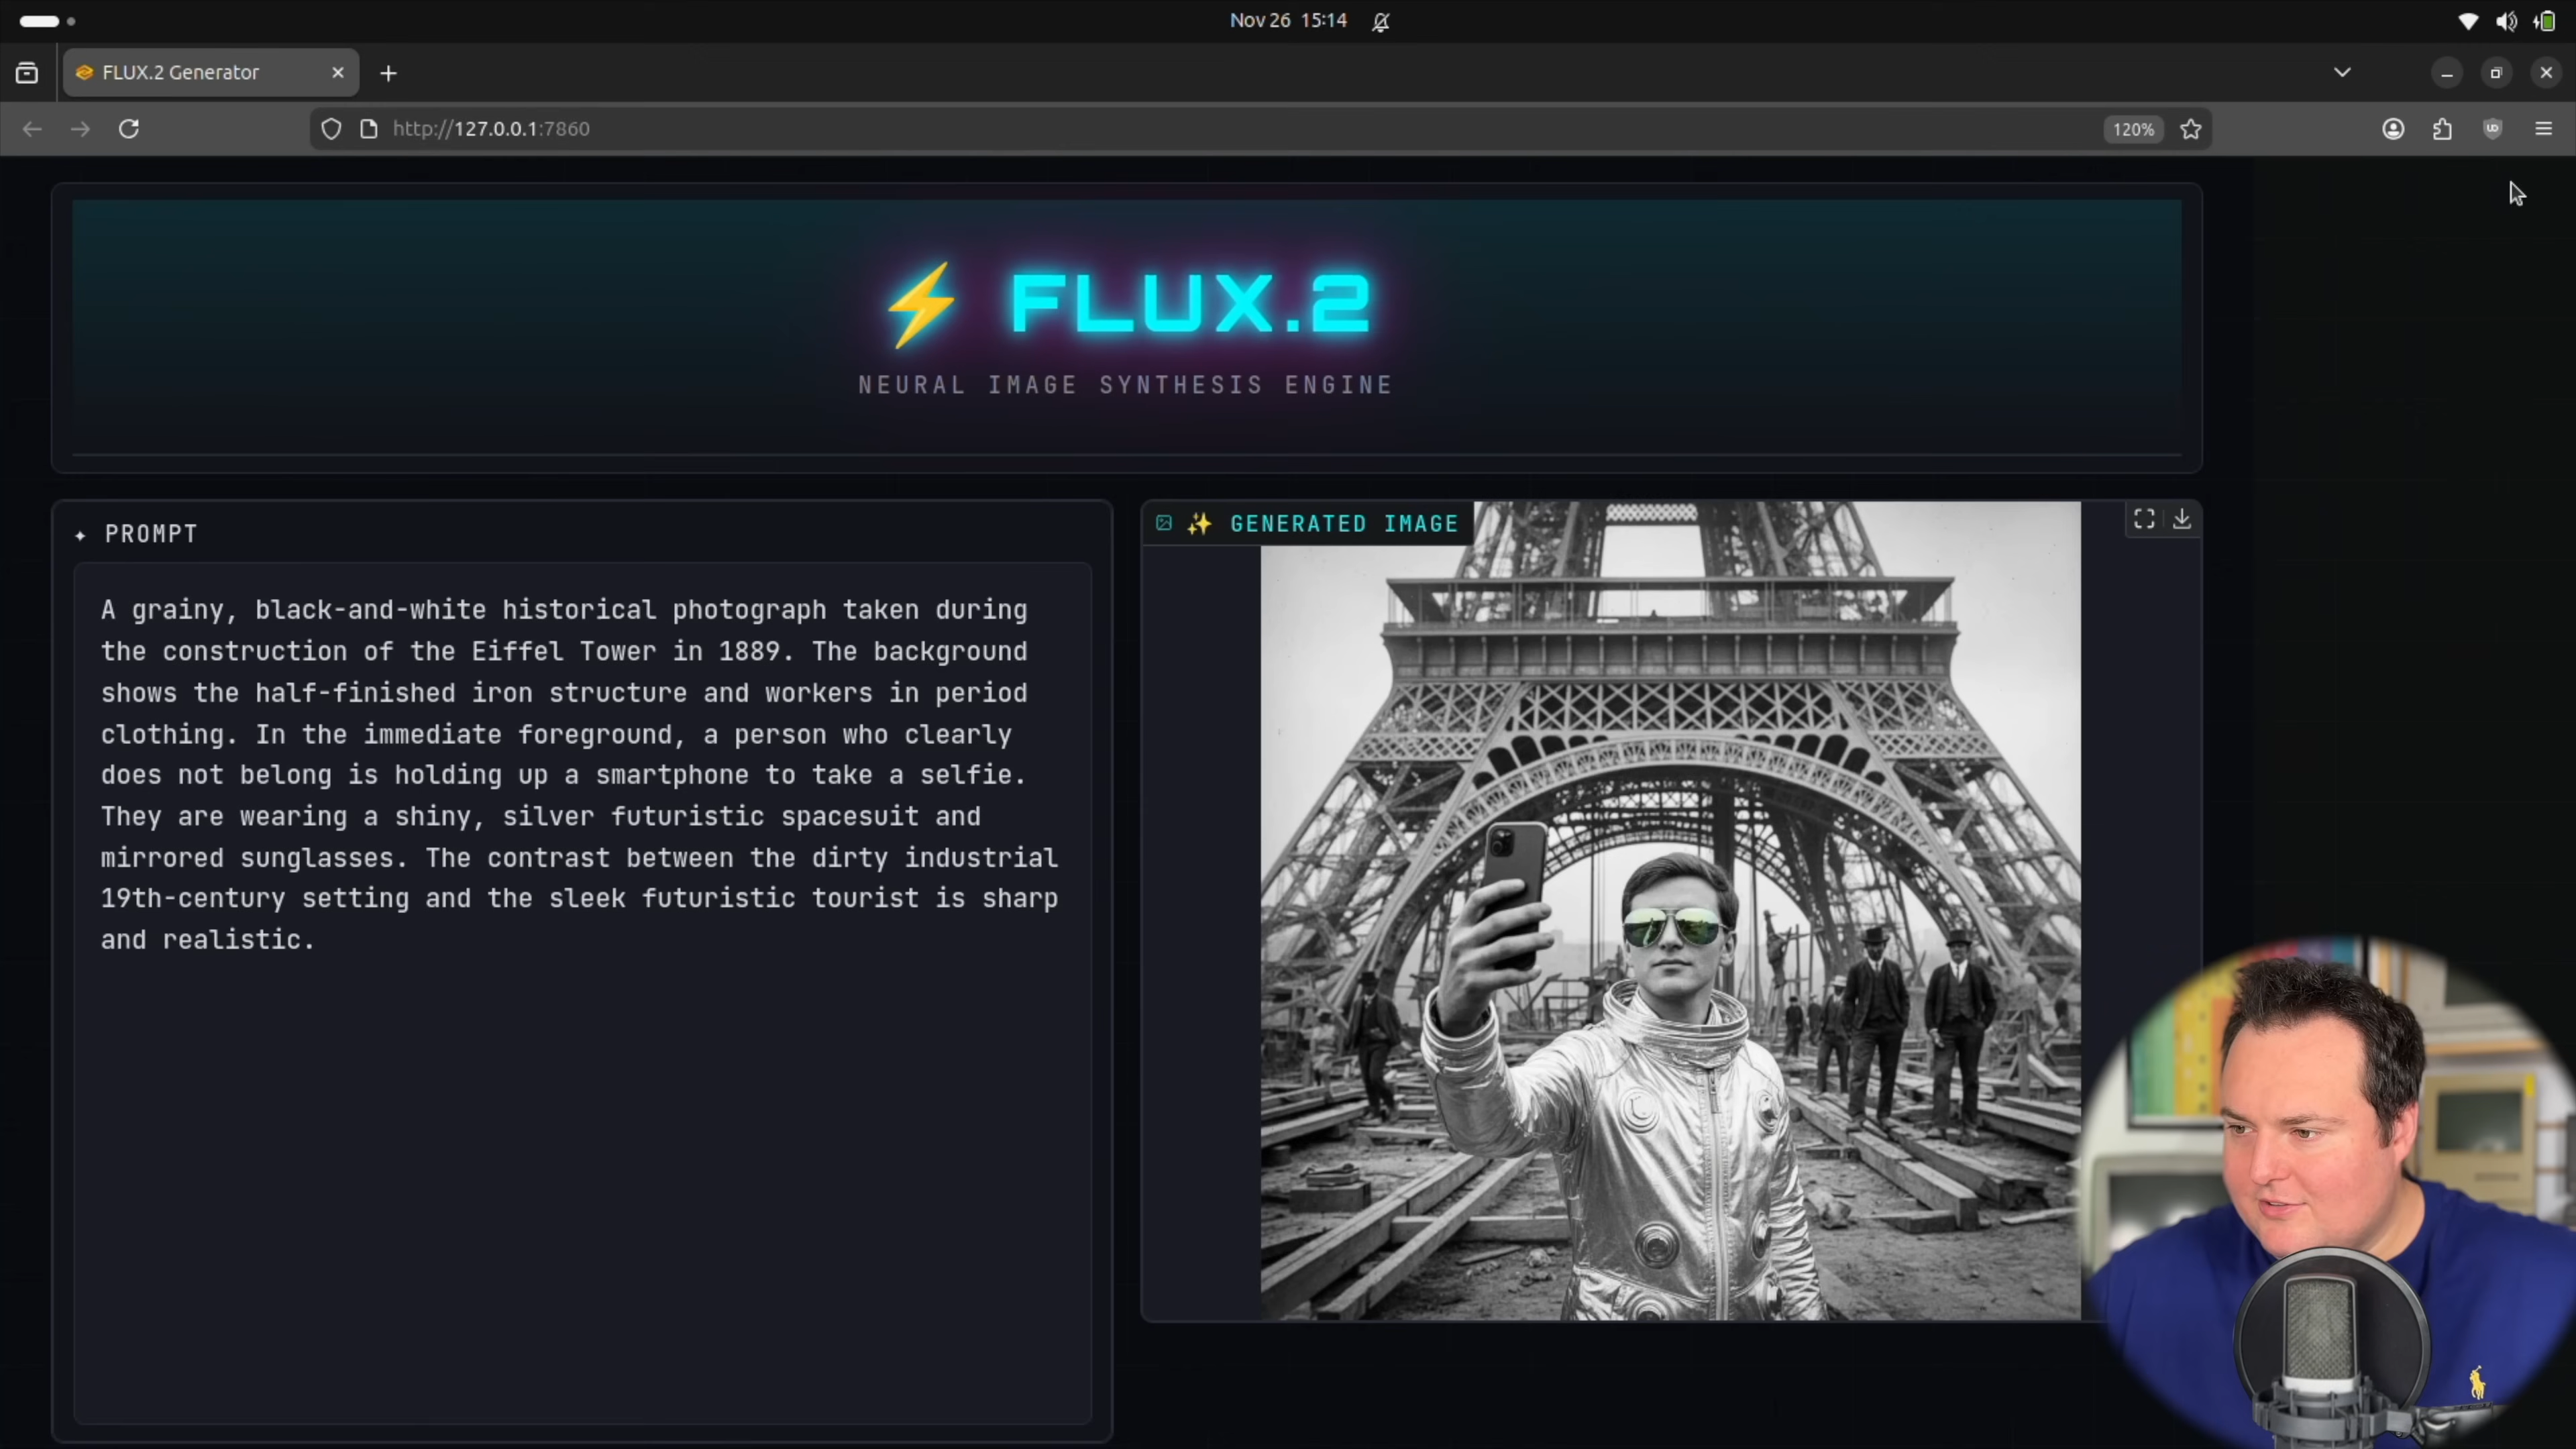 Nov 26 15:14
FLUX.2 Generator
http://127.0.0.1:7860
120%
⚡ FLUX.2
NEURAL IMAGE SYNTHESIS ENGINE
✦ PROMPT
A grainy, black-and-white historical photograph taken during
the construction of the Eiffel Tower in 1889. The background
shows the half-finished iron structure and workers in period
clothing. In the immediate foreground, a person who clearly
does not belong is holding up a smartphone to take a selfie.
They are wearing a shiny, silver futuristic spacesuit and
mirrored sunglasses. The contrast between the dirty industrial
19th-century setting and the sleek futuristic tourist is sharp
and realistic.
✨ GENERATED IMAGE